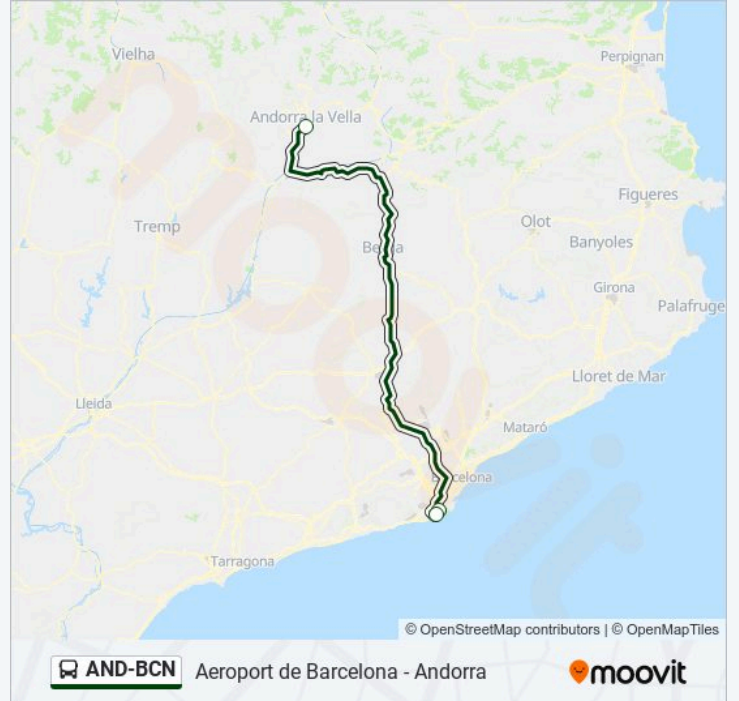 Vielha
Perpignan
Andorra la Vella
Figueres
Tremp
Olot
Banyoles
Berga
Girona
Palafruge
Lloret de Mar
Lleida
Mataró
Barcelona
Tarragona
© OpenStreetMap contributors | © OpenMapTiles
AND-BCN Aeroport de Barcelona - Andorra moovit